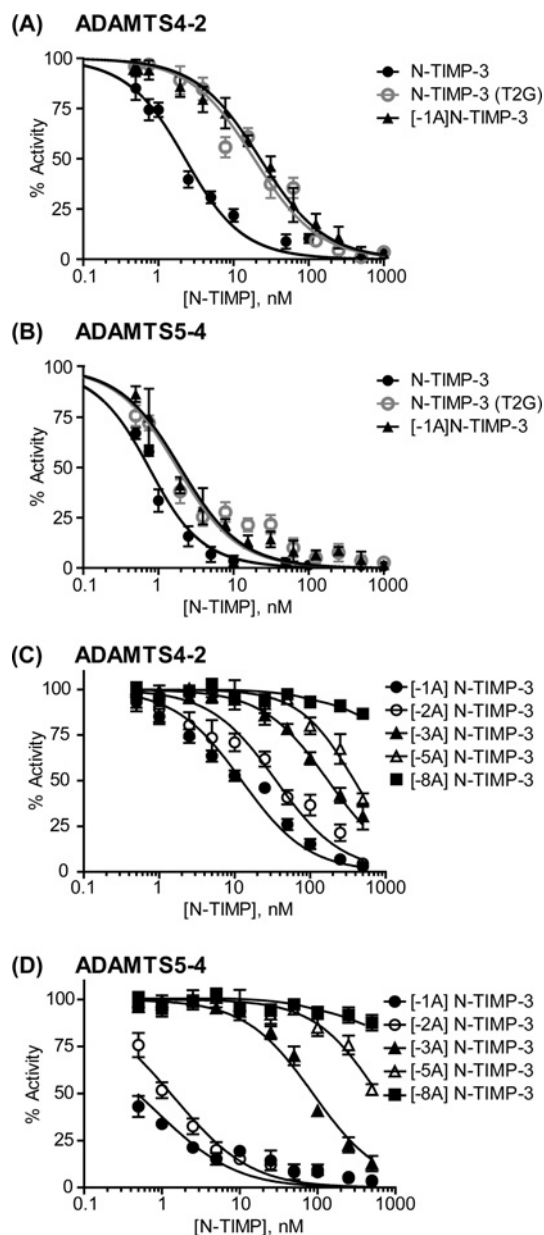 (A) ADAMTS4-2
% Activity
100
75
50
25
0
0.1 1 10 100 1000
[N-TIMP], nM
N-TIMP-3
N-TIMP-3 (T2G)
[-1A]N-TIMP-3
(B) ADAMTS5-4
% Activity
100
75
50
25
0
0.1 1 10 100 1000
[N-TIMP], nM
N-TIMP-3
N-TIMP-3 (T2G)
[-1A]N-TIMP-3
(C) ADAMTS4-2
% Activity
100
75
50
25
0
0.1 1 10 100 1000
[N-TIMP], nM
[-1A] N-TIMP-3
[-2A] N-TIMP-3
[-3A] N-TIMP-3
[-5A] N-TIMP-3
[-8A] N-TIMP-3
(D) ADAMTS5-4
% Activity
100
75
50
25
0
0.1 1 10 100 1000
[N-TIMP], nM
[-1A] N-TIMP-3
[-2A] N-TIMP-3
[-3A] N-TIMP-3
[-5A] N-TIMP-3
[-8A] N-TIMP-3